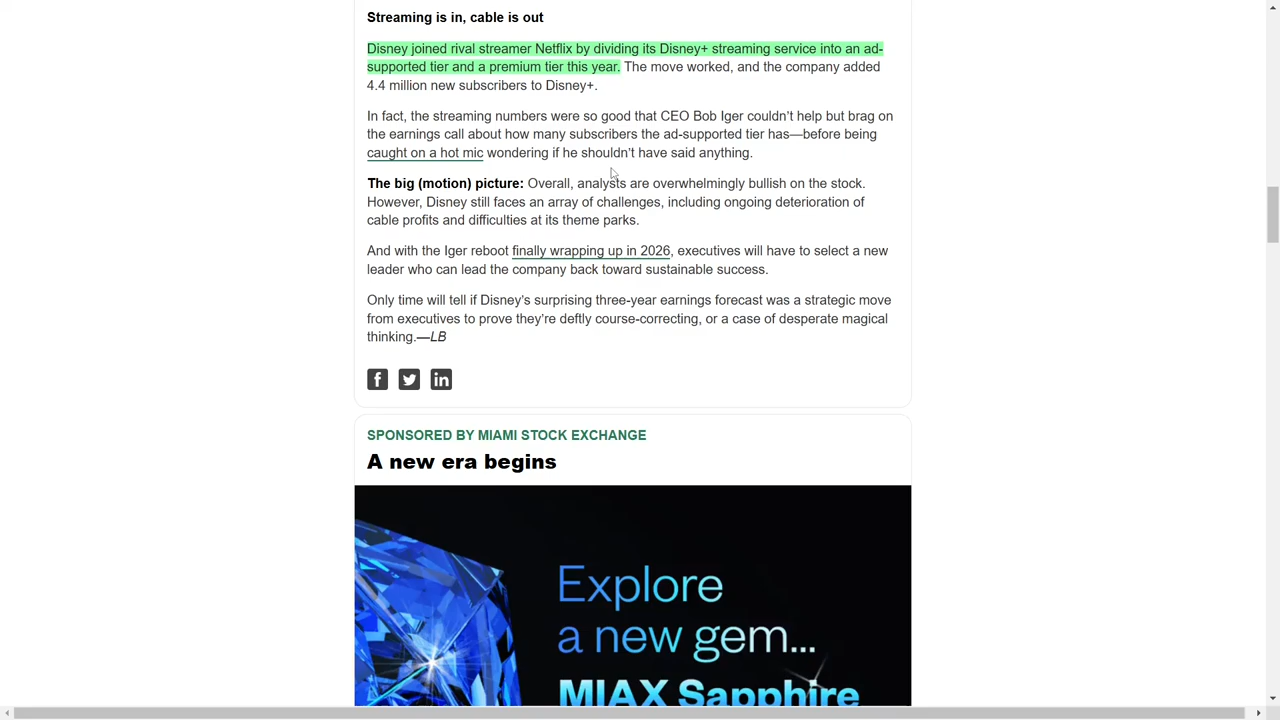 Streaming is in, cable is out
Disney joined rival streamer Netflix by dividing its Disney+ streaming service into an ad-
supported tier and a premium tier this year. The move worked, and the company added
4.4 million new subscribers to Disney+.
In fact, the streaming numbers were so good that CEO Bob Iger couldn’t help but brag on
the earnings call about how many subscribers the ad-supported tier has—before being
caught on a hot mic wondering if he shouldn’t have said anything.
The big (motion) picture: Overall, analysts are overwhelmingly bullish on the stock.
However, Disney still faces an array of challenges, including ongoing deterioration of
cable profits and difficulties at its theme parks.
And with the Iger reboot finally wrapping up in 2026, executives will have to select a new
leader who can lead the company back toward sustainable success.
Only time will tell if Disney’s surprising three-year earnings forecast was a strategic move
from executives to prove they’re deftly course-correcting, or a case of desperate magical
thinking.—LB
SPONSORED BY MIAMI STOCK EXCHANGE
A new era begins
Explore
a new gem...
MIAX Sapphire